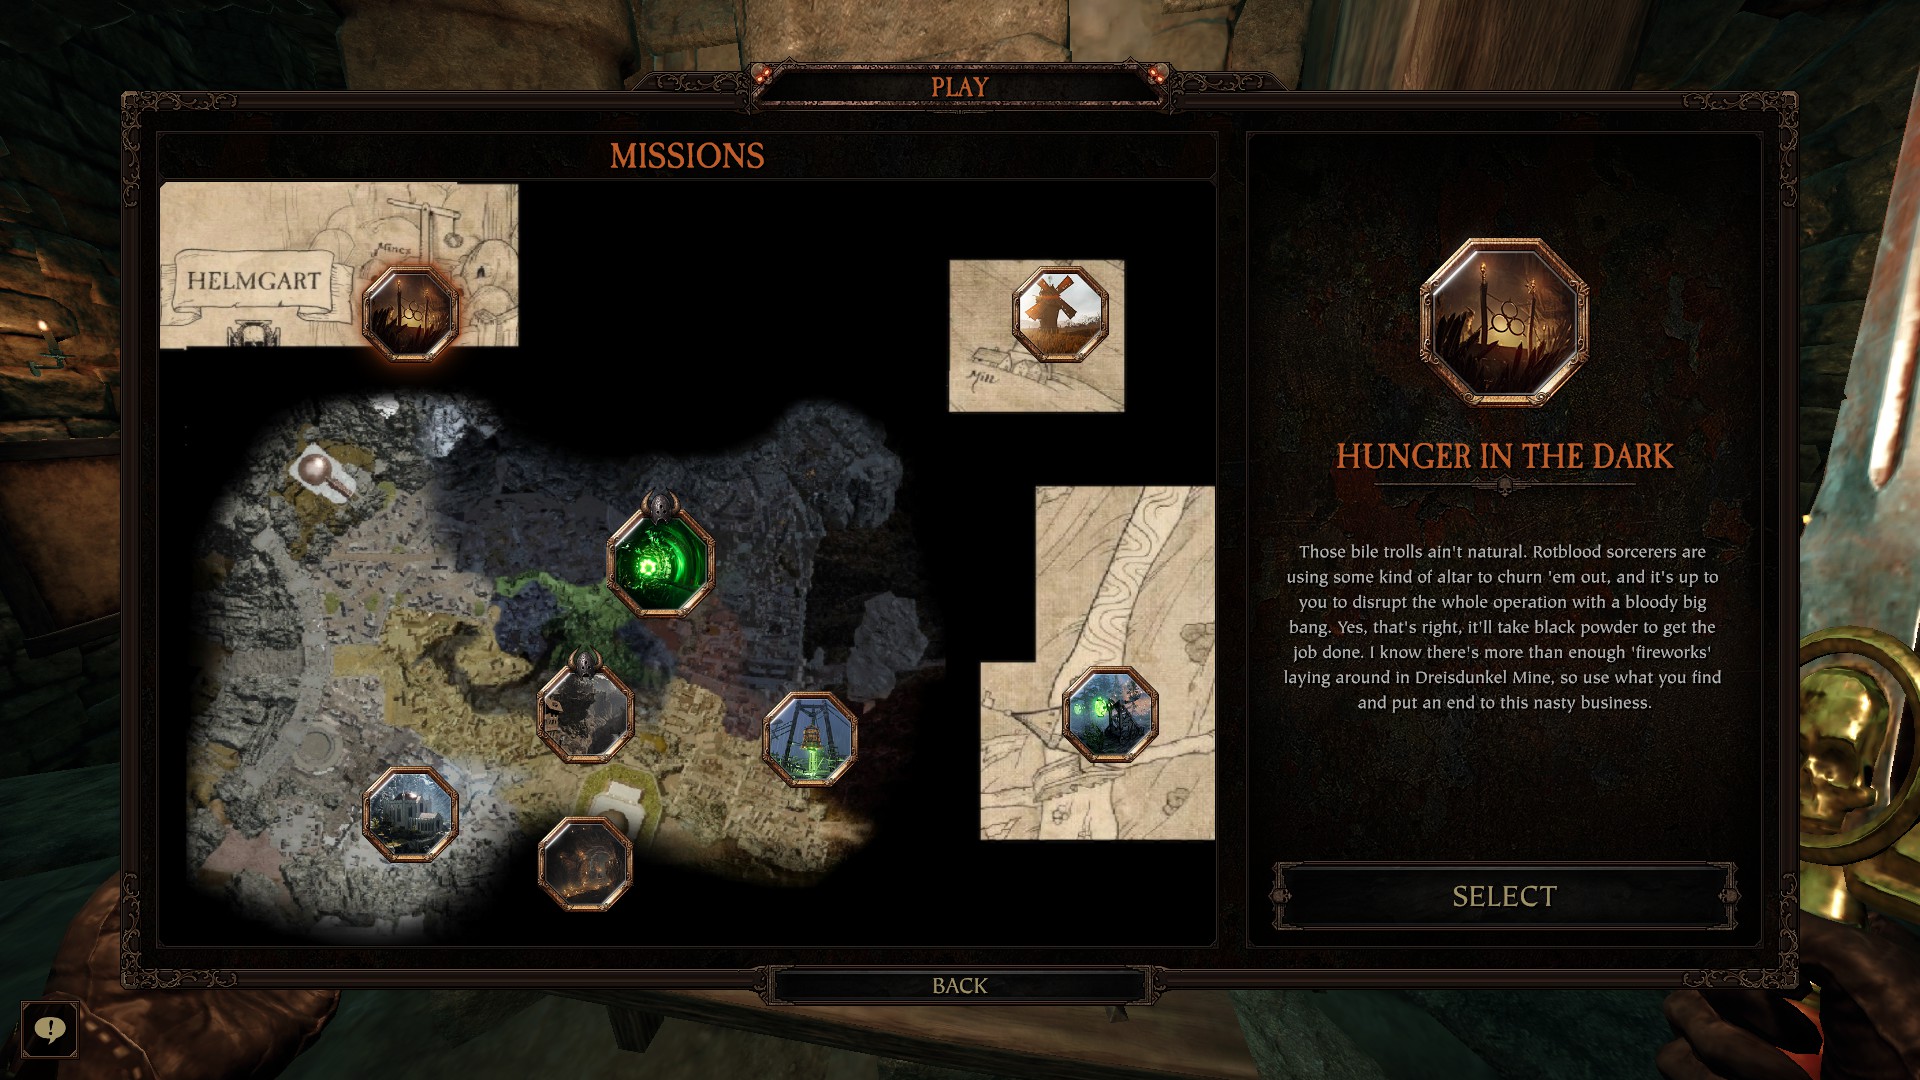 PLAY
MISSIONS
HELMGART
Mines
Mill
HUNGER IN THE DARK
Those bile trolls ain't natural. Rotblood sorcerers are
using some kind of altar to churn 'em out, and it's up to
you to disrupt the whole operation with a bloody big
bang. Yes, that's right, it'll take black powder to get the
job done. I know there's more than enough 'fireworks'
laying around in Dreisdunkel Mine, so use what you find
and put an end to this nasty business.
SELECT
BACK